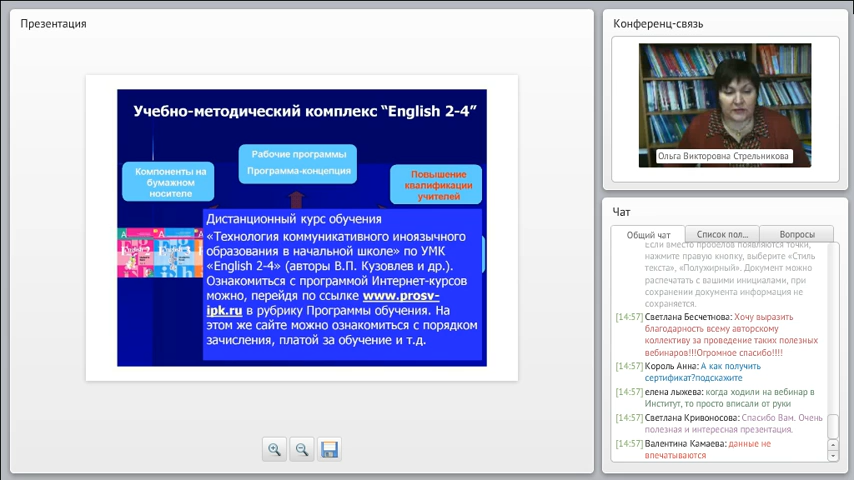 Презентация
Учебно-методический комплекс “English 2-4”
Компоненты на
бумажном
носителе
Рабочие программы
Программа-концепция
Повышение
квалификации
учителей
Дистанционный курс обучения
«Технология коммуникативного иноязычного
образования в начальной школе» по УМК
«English 2-4» (авторы В.П. Кузовлев и др.).
Ознакомиться с программой Интернет-курсов
можно, перейдя по ссылке www.prosv-
ipk.ru в рубрику Программы обучения. На
этом же сайте можно ознакомиться с порядком
зачисления, платой за обучение и т.д.
Конференц-связь
Ольга Викторовна Стрельникова
Чат
Общий чат
Список пол...
Вопросы
Если вместо пробелов появляются точки,
нажмите правую кнопку, выберите «Стиль
текста», «Полужирный». Документ можно
распечатать с вашими инициалами, при
сохранении документа информация не
сохраняется.
[14:57] Светлана Бесчетнова: Хочу выразить
благодарность всему авторскому
коллективу за проведение таких полезных
вебинаров!!!Огромное спасибо!!!!
[14:57] Король Анна: А как получить
сертификат?подскажите
[14:57] елена лыжева: когда ходили на вебинар в
Институт, то просто вписали от руки
[14:57] Светлана Кривоносова: Спасибо Вам. Очень
полезная и интересная презентация.
[14:57] Валентина Камаева: данные не
впечатываются